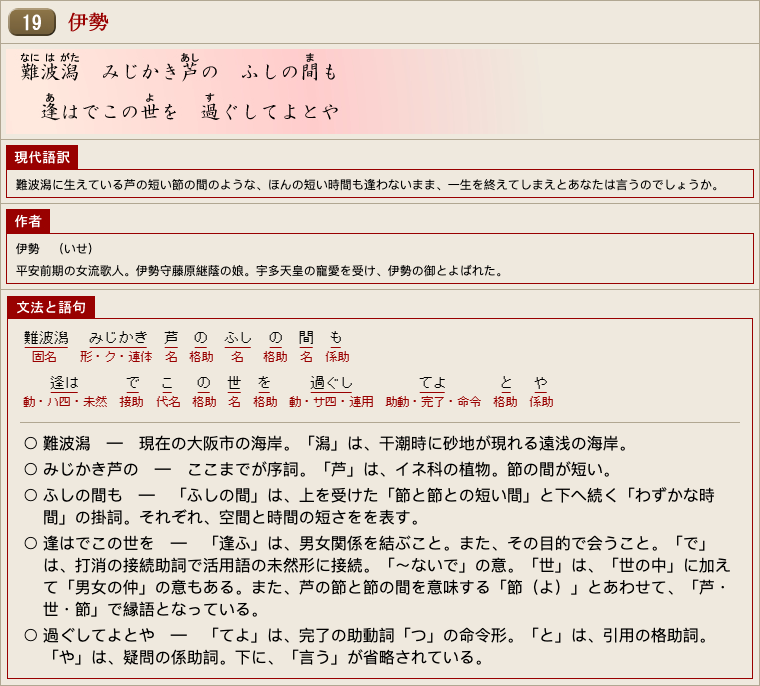 19 伊勢
なに は がた あし ま
難波潟 みじかき芦の ふしの間も
あ よ す
逢はでこの世を 過ぐしてよとや
現代語訳
難波潟に生えている芦の短い節の間のような、ほんの短い時間も逢わないまま、一生を終えてしまえとあなたは言うのでしょうか。
作者
伊勢 （いせ）
平安前期の女流歌人。伊勢守藤原継蔭の娘。宇多天皇の寵愛を受け、伊勢の御とよばれた。
文法と語句
難波潟 みじかき 芦 の ふし の 間 も
固名 形・ク・連体 名 格助 名 格助 名 係助
逢は で こ の 世 を 過ぐし てよ と や
動・ハ四・未然 接助 代名 格助 名 格助 動・サ四・連用 助動・完了・命令 格助 係助
○ 難波潟 ― 現在の大阪市の海岸。「潟」は、干潮時に砂地が現れる遠浅の海岸。
○ みじかき芦の ― ここまでが序詞。「芦」は、イネ科の植物。節の間が短い。
○ ふしの間も ― 「ふしの間」は、上を受けた「節と節との短い間」と下へ続く「わずかな時
間」の掛詞。それぞれ、空間と時間の短さをを表す。
○ 逢はでこの世を ― 「逢ふ」は、男女関係を結ぶこと。また、その目的で会うこと。「で」
は、打消の接続助詞で活用語の未然形に接続。「～ないで」の意。「世」は、「世の中」に加え
て「男女の仲」の意もある。また、芦の節と節の間を意味する「節（よ）」とあわせて、「芦・
世・節」で縁語となっている。
○ 過ぐしてよとや ― 「てよ」は、完了の助動詞「つ」の命令形。「と」は、引用の格助詞。
「や」は、疑問の係助詞。下に、「言う」が省略されている。